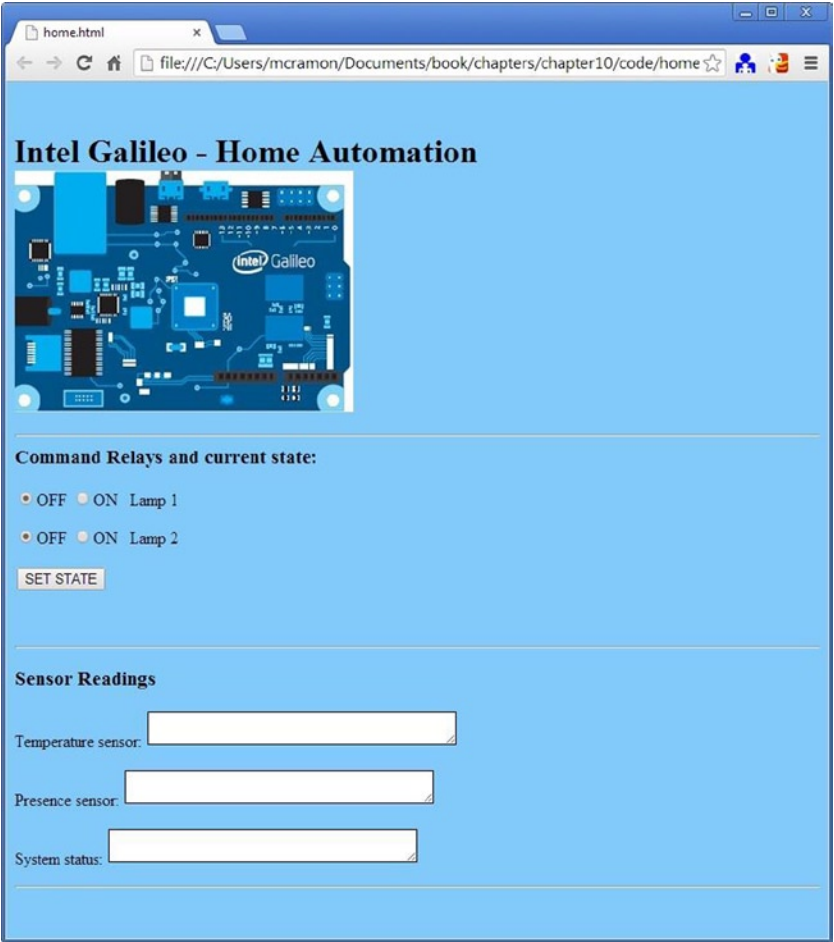 home.html
file:///C:/Users/mcramon/Documents/book/chapters/chapter10/code/home
Intel Galileo - Home Automation
intel Galileo
Command Relays and current state:
OFF ON Lamp 1
OFF ON Lamp 2
SET STATE
Sensor Readings
Temperature sensor:
Presence sensor:
System status: